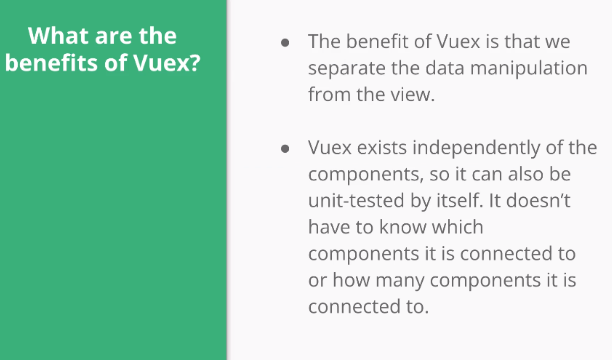 What are the
benefits of Vuex?
● The benefit of Vuex is that we
separate the data manipulation
from the view.
● Vuex exists independently of the
components, so it can also be
unit-tested by itself. It doesn’t
have to know which
components it is connected to
or how many components it is
connected to.